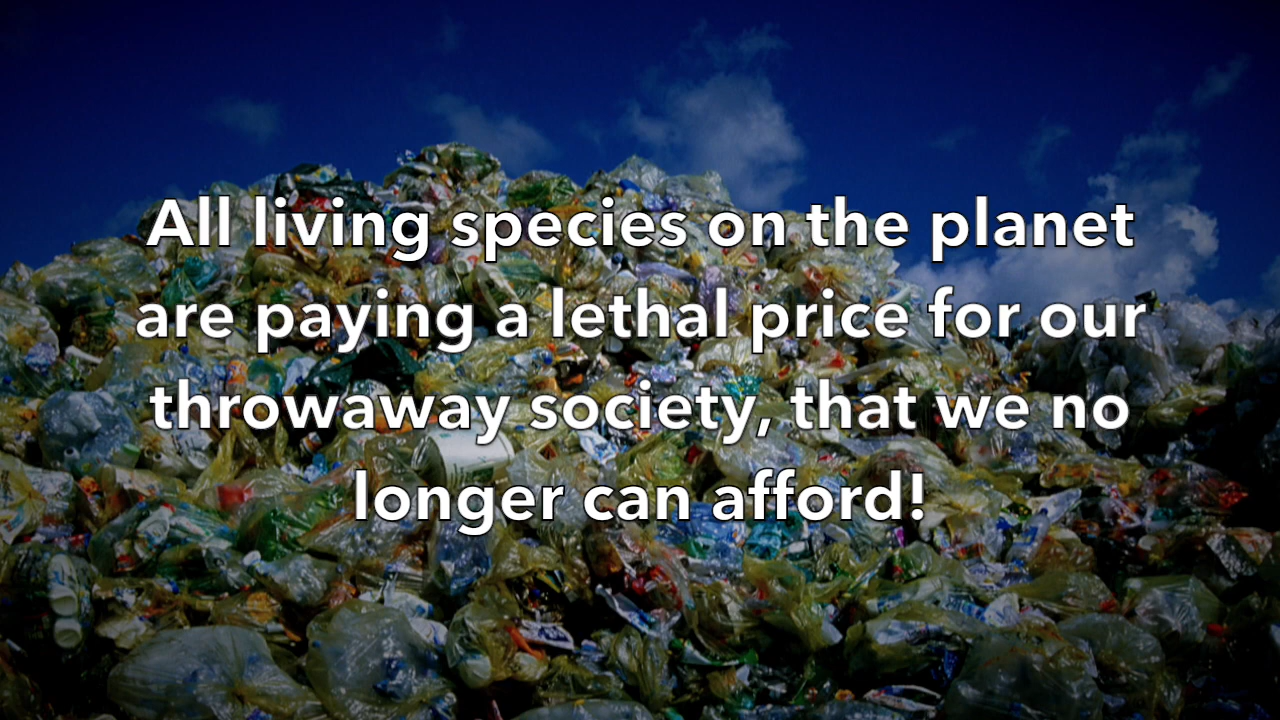 All living species on the planet
are paying a lethal price for our
throwaway society, that we no
longer can afford!